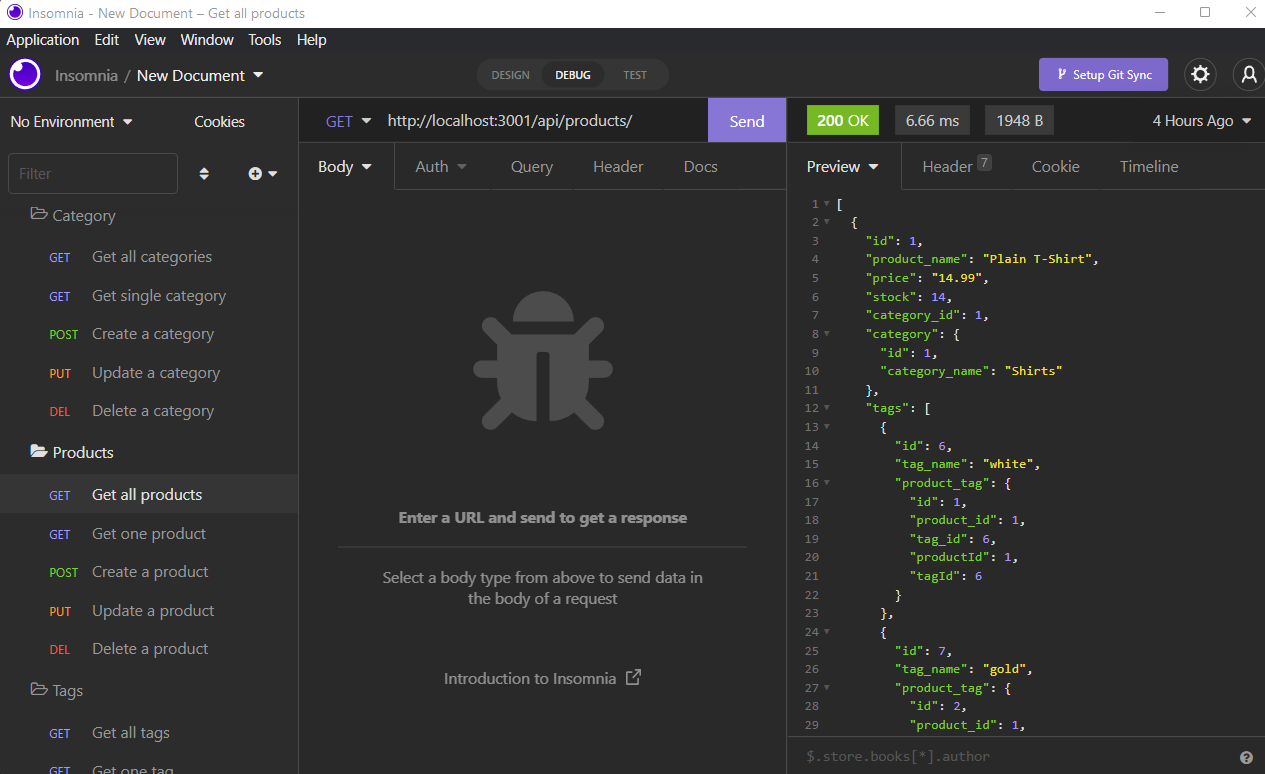 Insomnia - New Document – Get all products
Application Edit View Window Tools Help
Insomnia / New Document
DESIGN DEBUG TEST
Setup Git Sync
No Environment Cookies
Filter
Category
GET Get all categories
GET Get single category
POST Create a category
PUT Update a category
DEL Delete a category
Products
GET Get all products
GET Get one product
POST Create a product
PUT Update a product
DEL Delete a product
Tags
GET Get all tags
GET Get one tag
GET http://localhost:3001/api/products/ Send
Body Auth Query Header Docs
Enter a URL and send to get a response
Select a body type from above to send data in
the body of a request
Introduction to Insomnia
200 OK 6.66 ms 1948 B 4 Hours Ago
Preview Header 7 Cookie Timeline
1 [
2 {
3 "id": 1,
4 "product_name": "Plain T-Shirt",
5 "price": "14.99",
6 "stock": 14,
7 "category_id": 1,
8 "category": {
9 "id": 1,
10 "category_name": "Shirts"
11 },
12 "tags": [
13 {
14 "id": 6,
15 "tag_name": "white",
16 "product_tag": {
17 "id": 1,
18 "product_id": 1,
19 "tag_id": 6,
20 "productId": 1,
21 "tagId": 6
22 }
23 },
24 {
25 "id": 7,
26 "tag_name": "gold",
27 "product_tag": {
28 "id": 2,
29 "product_id": 1,
$.store.books[*].author